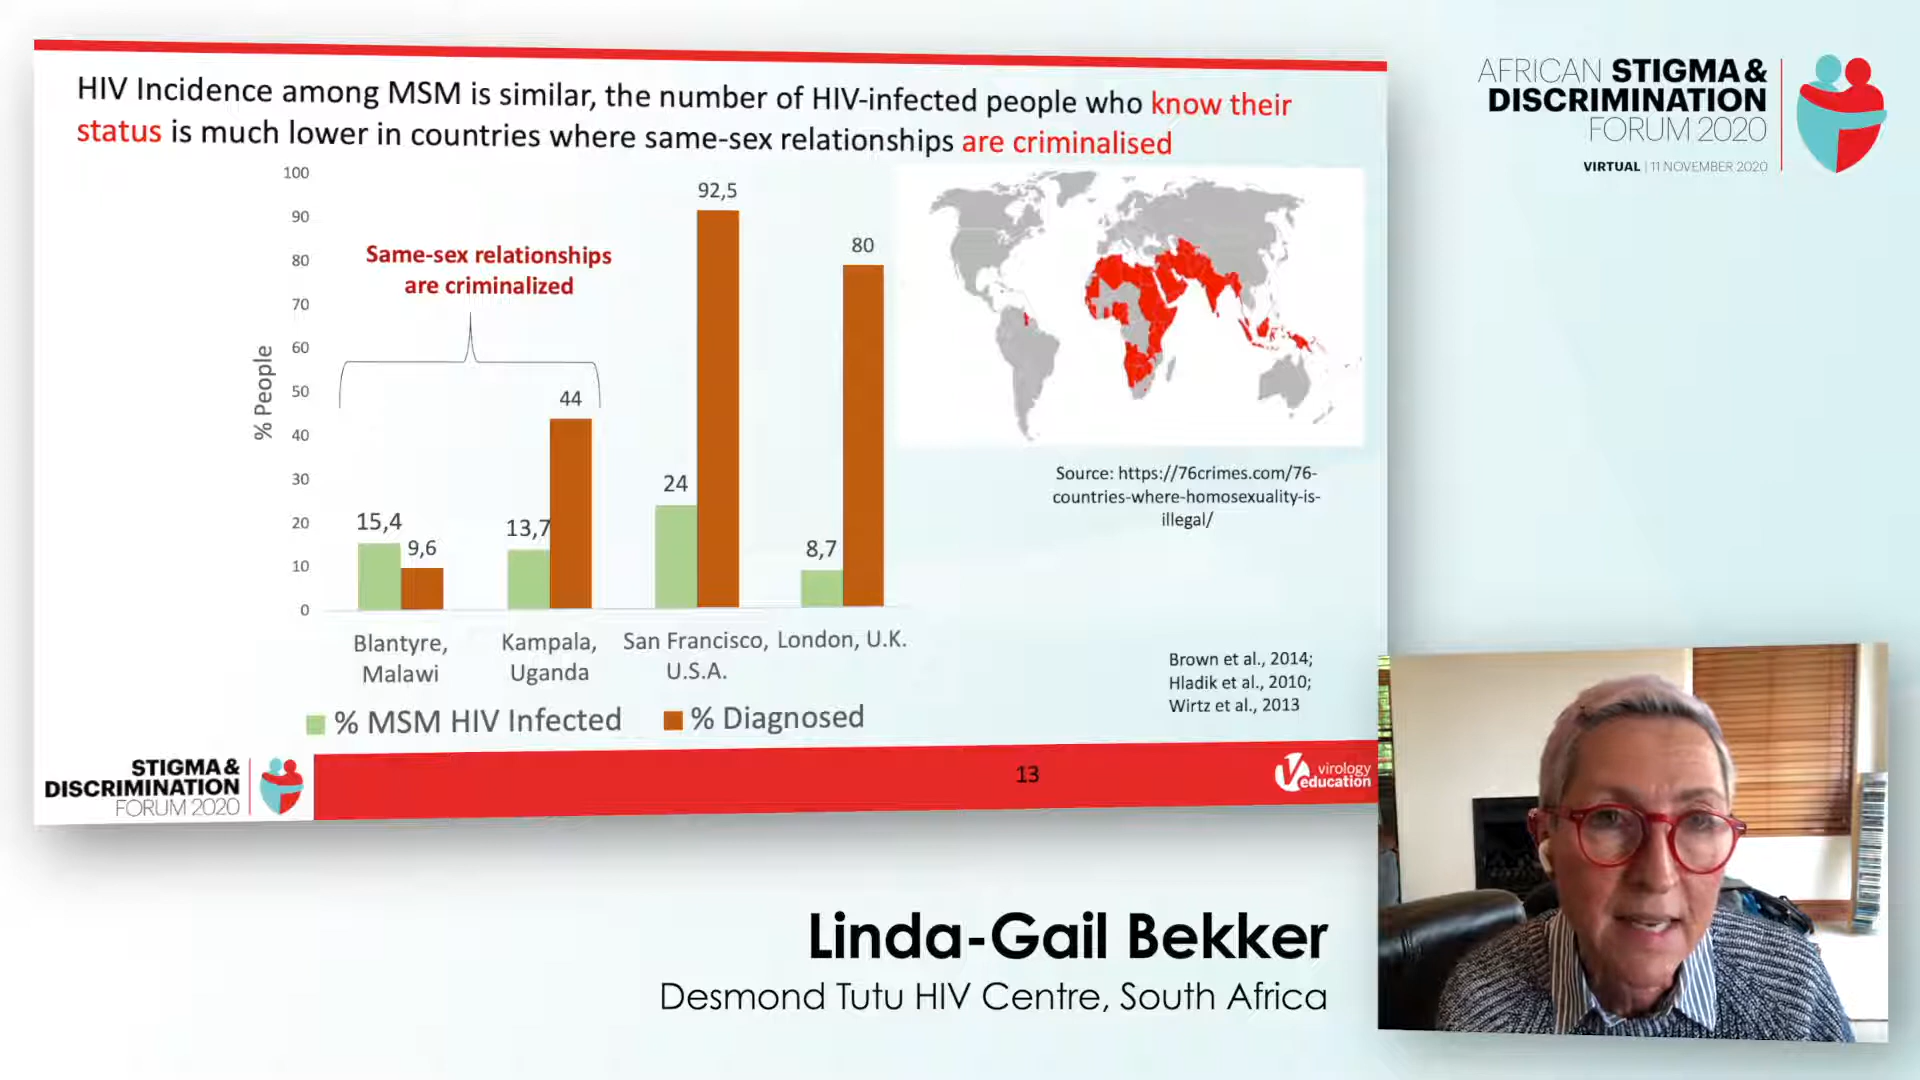 HIV Incidence among MSM is similar, the number of HIV-infected people who know their
status is much lower in countries where same-sex relationships are criminalised
100
90
80
70
60
50
40
30
20
10
0
% People
Same-sex relationships
are criminalized
15,4
9,6
13,7
44
24
92,5
8,7
80
Blantyre,
Malawi
Kampala,
Uganda
San Francisco,
U.S.A.
London, U.K.
% MSM HIV Infected
% Diagnosed
Source: https://76crimes.com/76-
countries-where-homosexuality-is-
illegal/
Brown et al., 2014;
Hladik et al., 2010;
Wirtz et al., 2013
STIGMA &
DISCRIMINATION
FORUM 2020
13
virology
education
AFRICAN STIGMA &
DISCRIMINATION
FORUM 2020
VIRTUAL | 11 NOVEMBER 2020
Linda-Gail Bekker
Desmond Tutu HIV Centre, South Africa